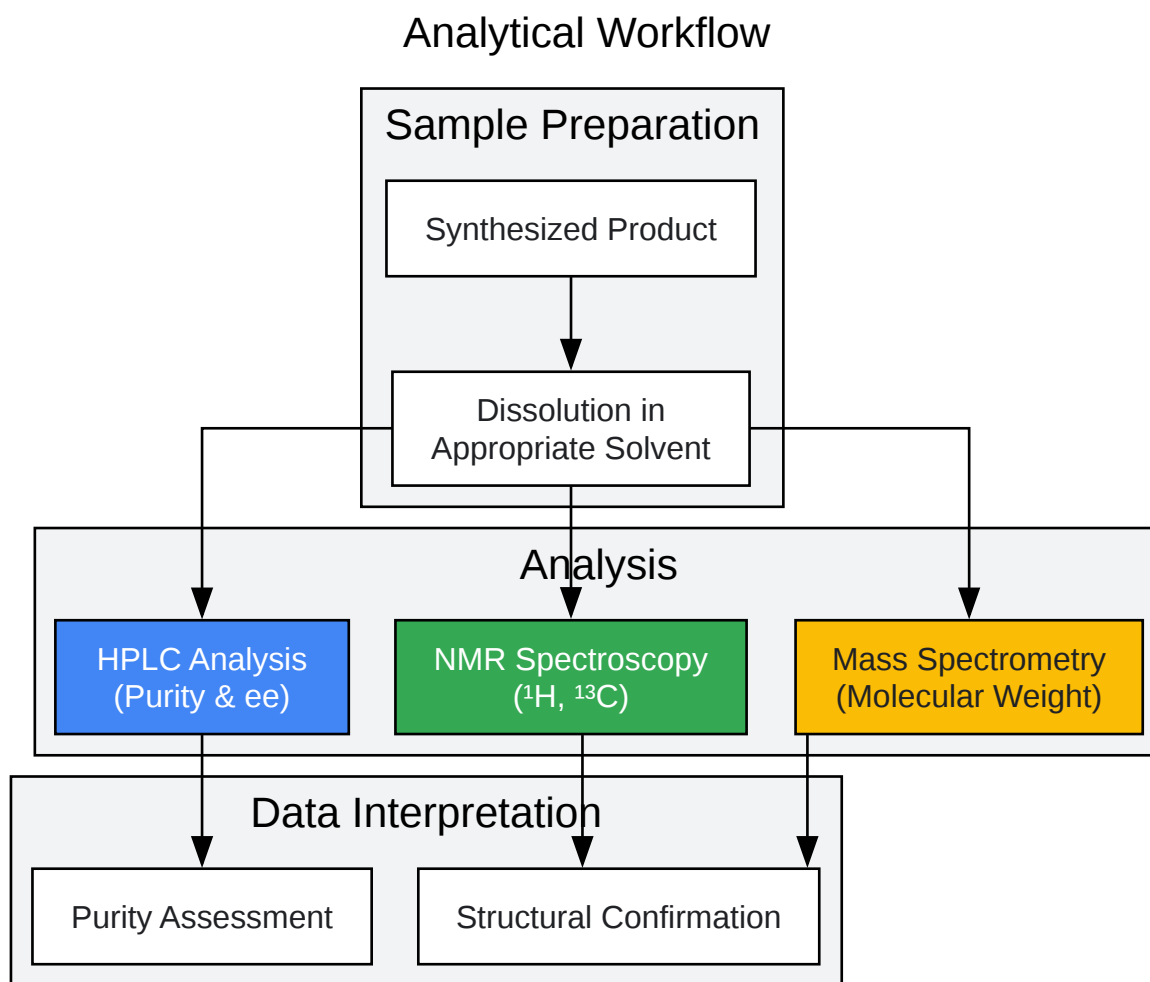 Analytical Workflow
Sample Preparation
Synthesized Product
Dissolution in
Appropriate Solvent
Analysis
HPLC Analysis
(Purity & ee)
NMR Spectroscopy
(¹H, ¹³C)
Mass Spectrometry
(Molecular Weight)
Data Interpretation
Purity Assessment
Structural Confirmation